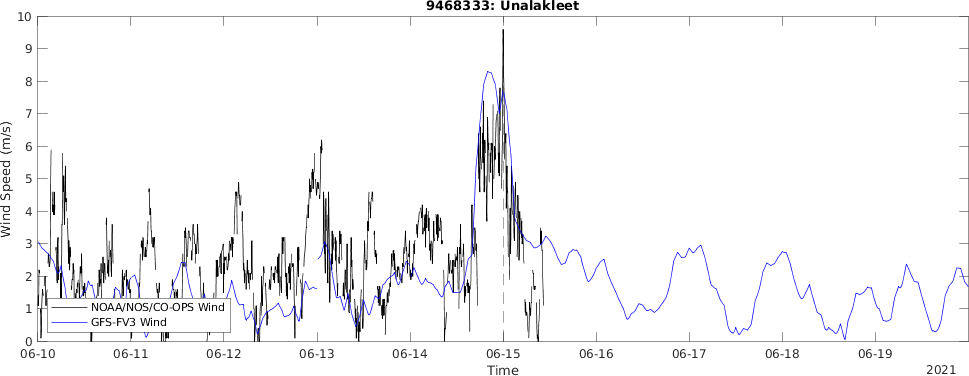 9468333: Unalakleet
10
9
8
7
6
5
4
3
2
1
0
Wind Speed (m/s)
NOAA/NOS/CO-OPS Wind
GFS-FV3 Wind
06-10 06-11 06-12 06-13 06-14 06-15 06-16 06-17 06-18 06-19
Time
2021